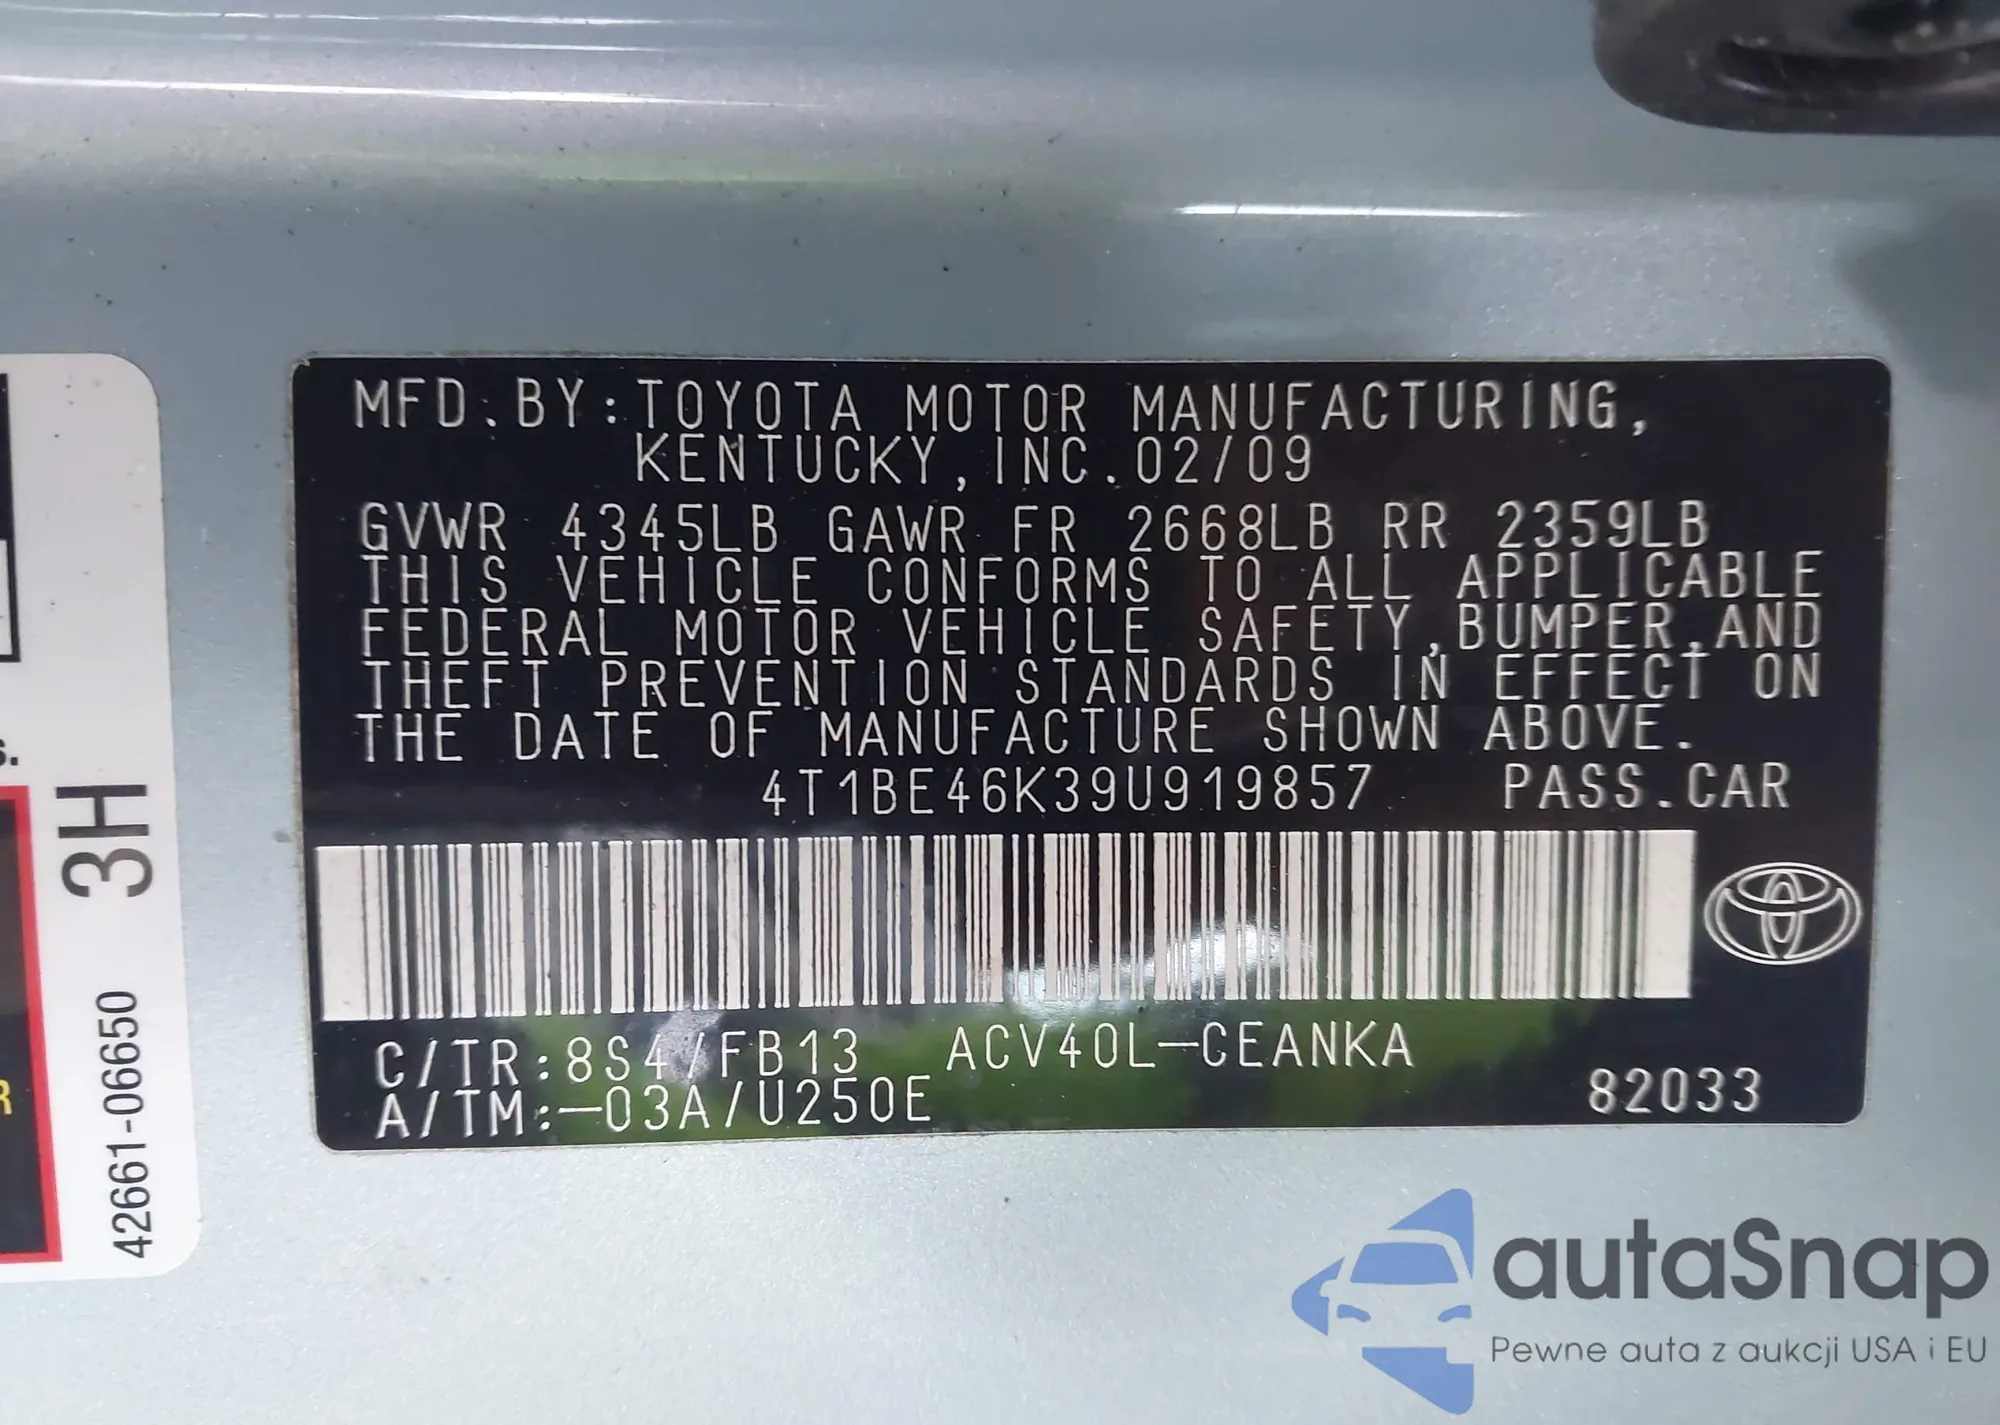 MFD.BY:TOYOTA MOTOR MANUFACTURING,
KENTUCKY,INC.02/09
GVWR 4345LB GAWR FR 2668LB RR 2359LB
THIS VEHICLE CONFORMS TO ALL APPLICABLE
FEDERAL MOTOR VEHICLE SAFETY,BUMPER,AND
THEFT PREVENTION STANDARDS IN EFFECT ON
THE DATE OF MANUFACTURE SHOWN ABOVE.
4T1BE46K39U919857 PASS.CAR
C/TR:8S4/FB13 ACV40L-CEANKA
A/TM:-03A/U250E 82033
s.
3H
42661-06650
R
autaSnap
Pewne auta z aukcji USA i EU